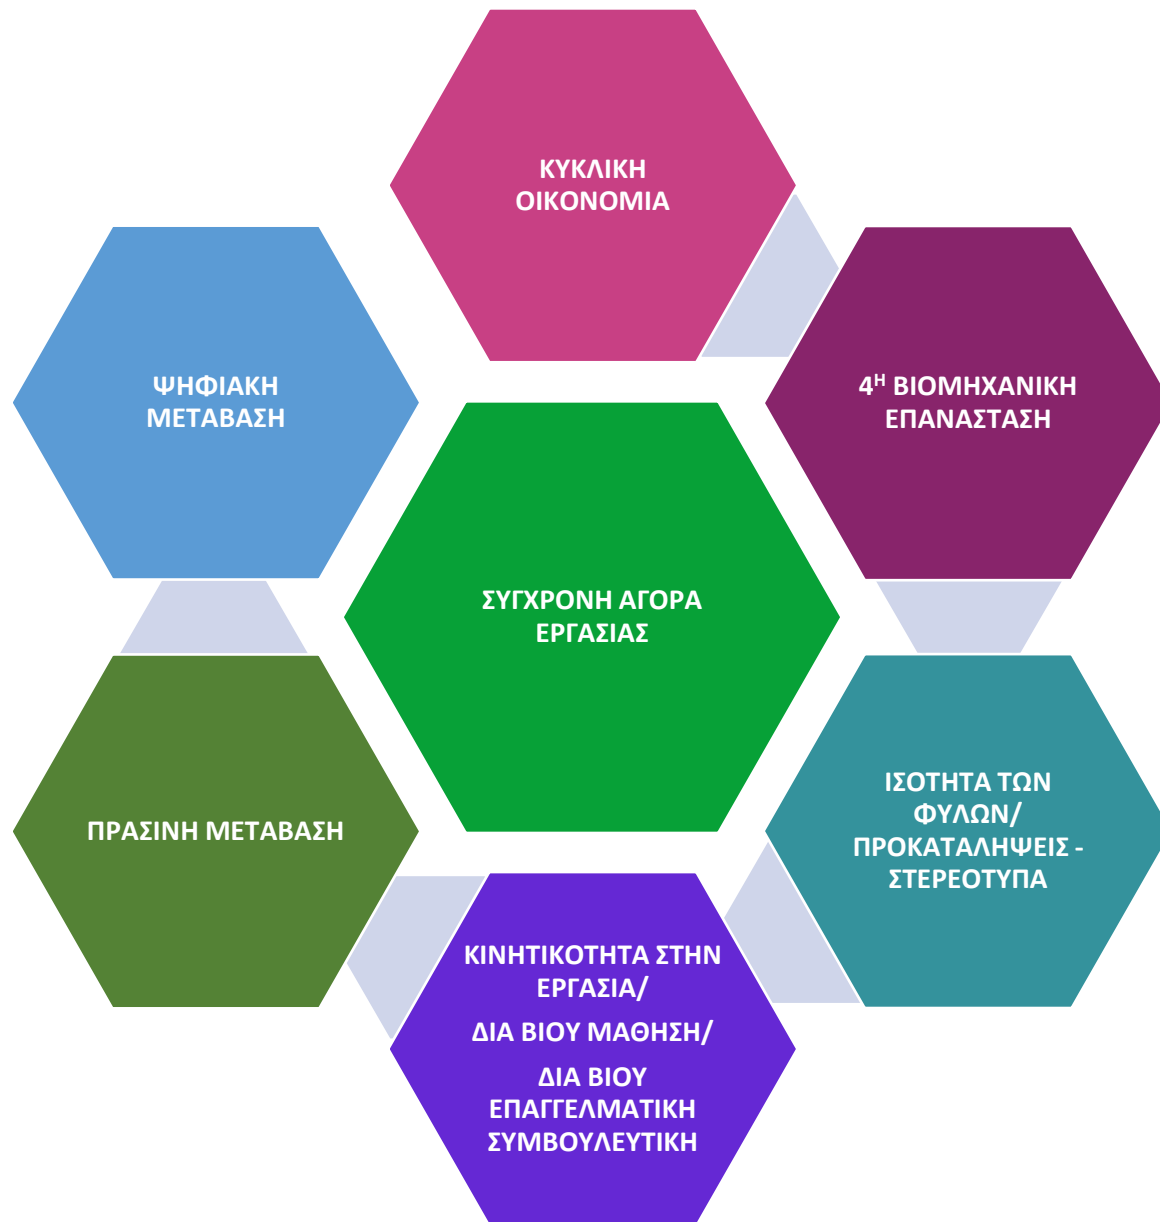 ΚΥΚΛΙΚΗ
ΟΙΚΟΝΟΜΙΑ
4Η ΒΙΟΜΗΧΑΝΙΚΗ
ΕΠΑΝΑΣΤΑΣΗ
ΙΣΟΤΗΤΑ ΤΩΝ
ΦΥΛΩΝ/
ΠΡΟΚΑΤΑΛΗΨΕΙΣ -
ΣΤΕΡΕΟΤΥΠΑ
ΚΙΝΗΤΙΚΟΤΗΤΑ ΣΤΗΝ
ΕΡΓΑΣΙΑ/
ΔΙΑ ΒΙΟΥ ΜΑΘΗΣΗ/
ΔΙΑ ΒΙΟΥ
ΕΠΑΓΓΕΛΜΑΤΙΚΗ
ΣΥΜΒΟΥΛΕΥΤΙΚΗ
ΠΡΑΣΙΝΗ ΜΕΤΑΒΑΣΗ
ΨΗΦΙΑΚΗ
ΜΕΤΑΒΑΣΗ
ΣΥΓΧΡΟΝΗ ΑΓΟΡΑ
ΕΡΓΑΣΙΑΣ